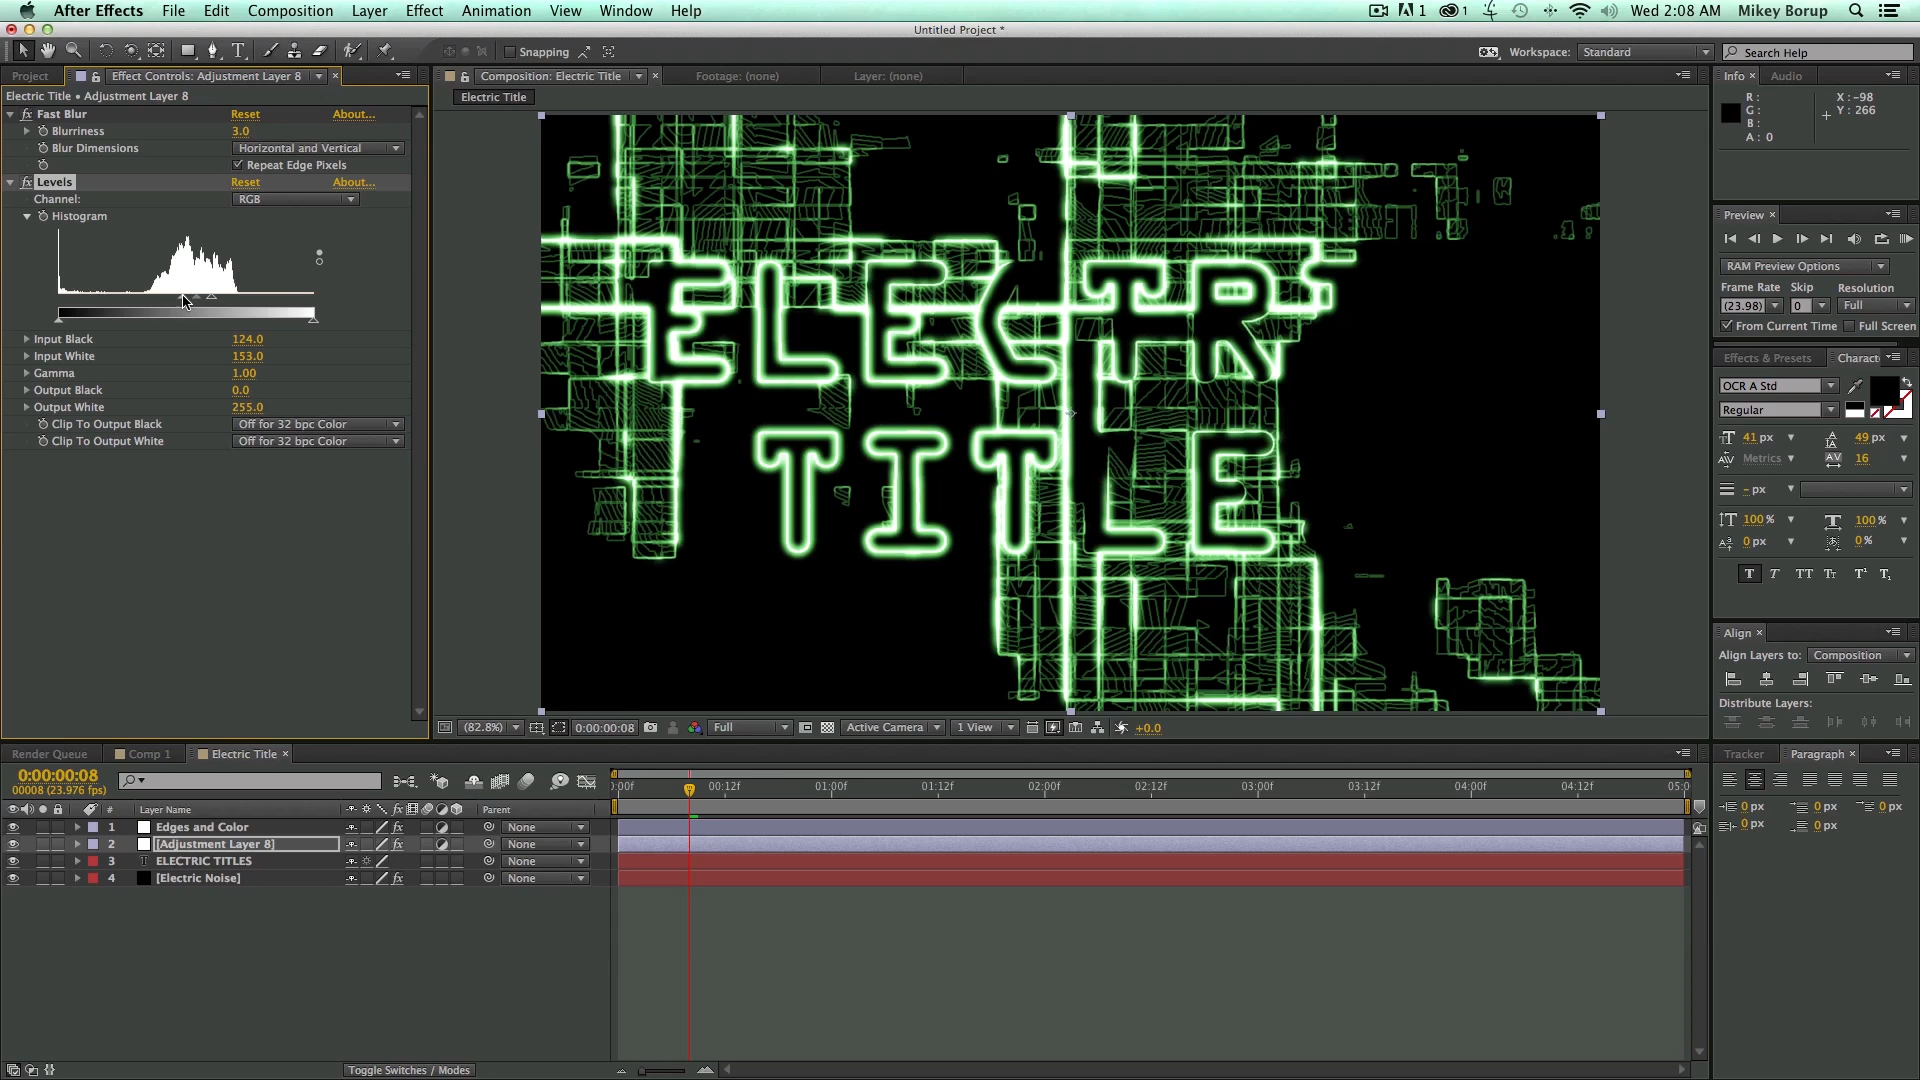 After Effects File Edit Composition Layer Effect Animation View Window Help 1 1 Wed 2:08 AM Mikey Borup
Untitled Project *
T Snapping Workspace: Standard Search Help
Project Effect Controls: Adjustment Layer 8 × Composition: Electric Title × Footage: (none) Layer: (none) Info × Audio
Electric Title • Adjustment Layer 8
Electric Title
R :
G :
B :
A : 0
X : -98
Y : 266
fx Fast Blur Reset About...
Blurriness 3.0
Blur Dimensions Horizontal and Vertical
Repeat Edge Pixels
fx Levels Reset About...
Channel: RGB
Histogram
Input Black 124.0
Input White 153.0
Gamma 1.00
Output Black 0.0
Output White 255.0
Clip To Output Black Off for 32 bpc Color
Clip To Output White Off for 32 bpc Color
ELECTR
TITLE
Preview ×
RAM Preview Options
Frame Rate Skip Resolution
(23.98) 0 Full
From Current Time Full Screen
Effects & Presets Charact
OCR A Std
Regular
41 px 49 px
Metrics 16
- px
100 % 100 %
0 px 0 %
T T TT Tт T¹ T₁
Align ×
Align Layers to: Composition
Distribute Layers:
(82.8%) 0:00:00:08 Full Active Camera 1 View +0.0
Render Queue Comp 1 Electric Title × Tracker Paragraph ×
0:00:00:08
00008 (23.976 fps)
:00f 00:12f 01:00f 01:12f 02:00f 02:12f 03:00f 03:12f 04:00f 04:12f 05:0
# Layer Name fx Parent
1 Edges and Color fx None
2 [Adjustment Layer 8] fx None
3 T ELECTRIC TITLES None
4 [Electric Noise] fx None
0 px 0 px 0 px
0 px 0 px
Toggle Switches / Modes